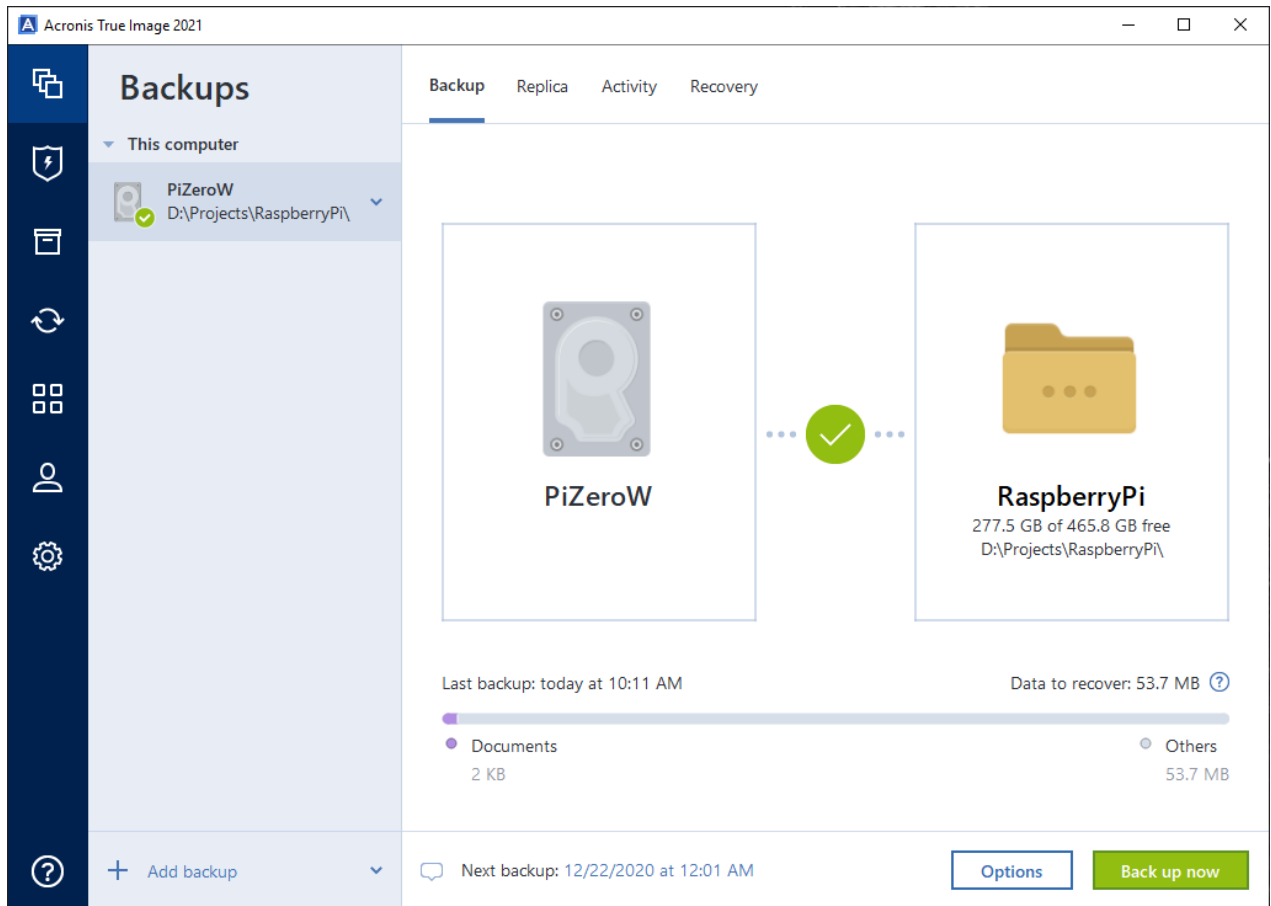 Acronis True Image 2021
Backups
This computer
PiZeroW
D:\Projects\RaspberryPi\
Add backup
Backup Replica Activity Recovery
PiZeroW
RaspberryPi
277.5 GB of 465.8 GB free
D:\Projects\RaspberryPi\
Last backup: today at 10:11 AM Data to recover: 53.7 MB ?
Documents Others
2 KB 53.7 MB
Next backup: 12/22/2020 at 12:01 AM Options Back up now